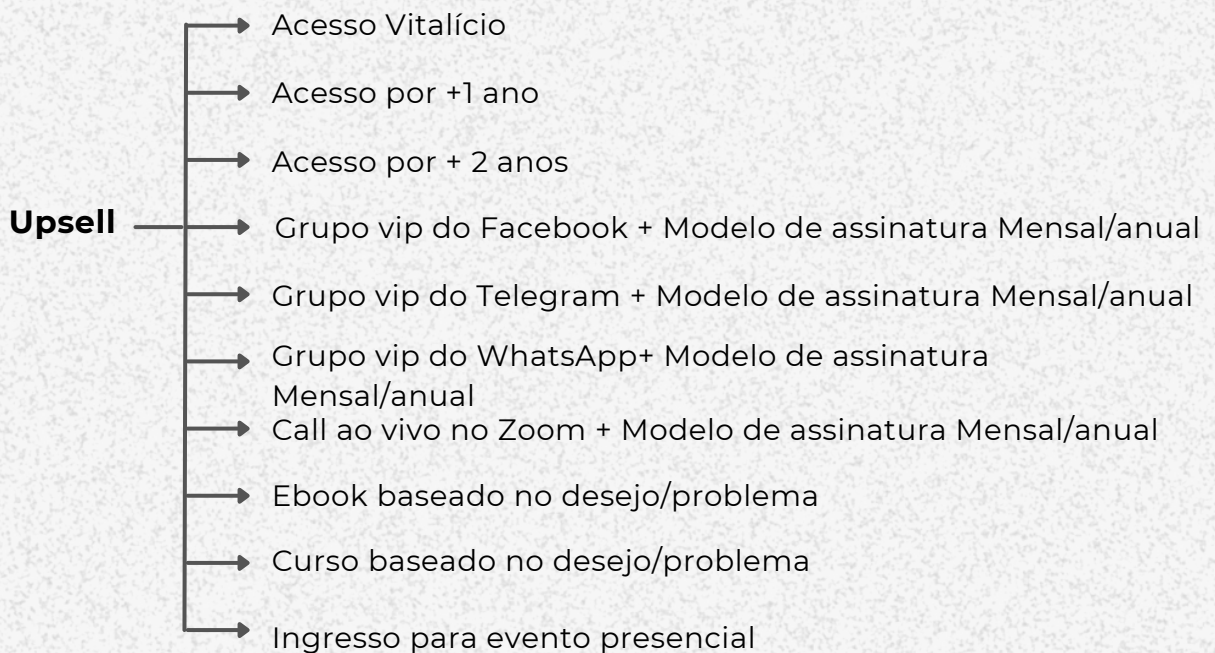 Acesso Vitalício
Acesso por +1 ano
Acesso por + 2 anos
Upsell
Grupo vip do Facebook + Modelo de assinatura Mensal/anual
Grupo vip do Telegram + Modelo de assinatura Mensal/anual
Grupo vip do WhatsApp+ Modelo de assinatura
Mensal/anual
Call ao vivo no Zoom + Modelo de assinatura Mensal/anual
Ebook baseado no desejo/problema
Curso baseado no desejo/problema
Ingresso para evento presencial